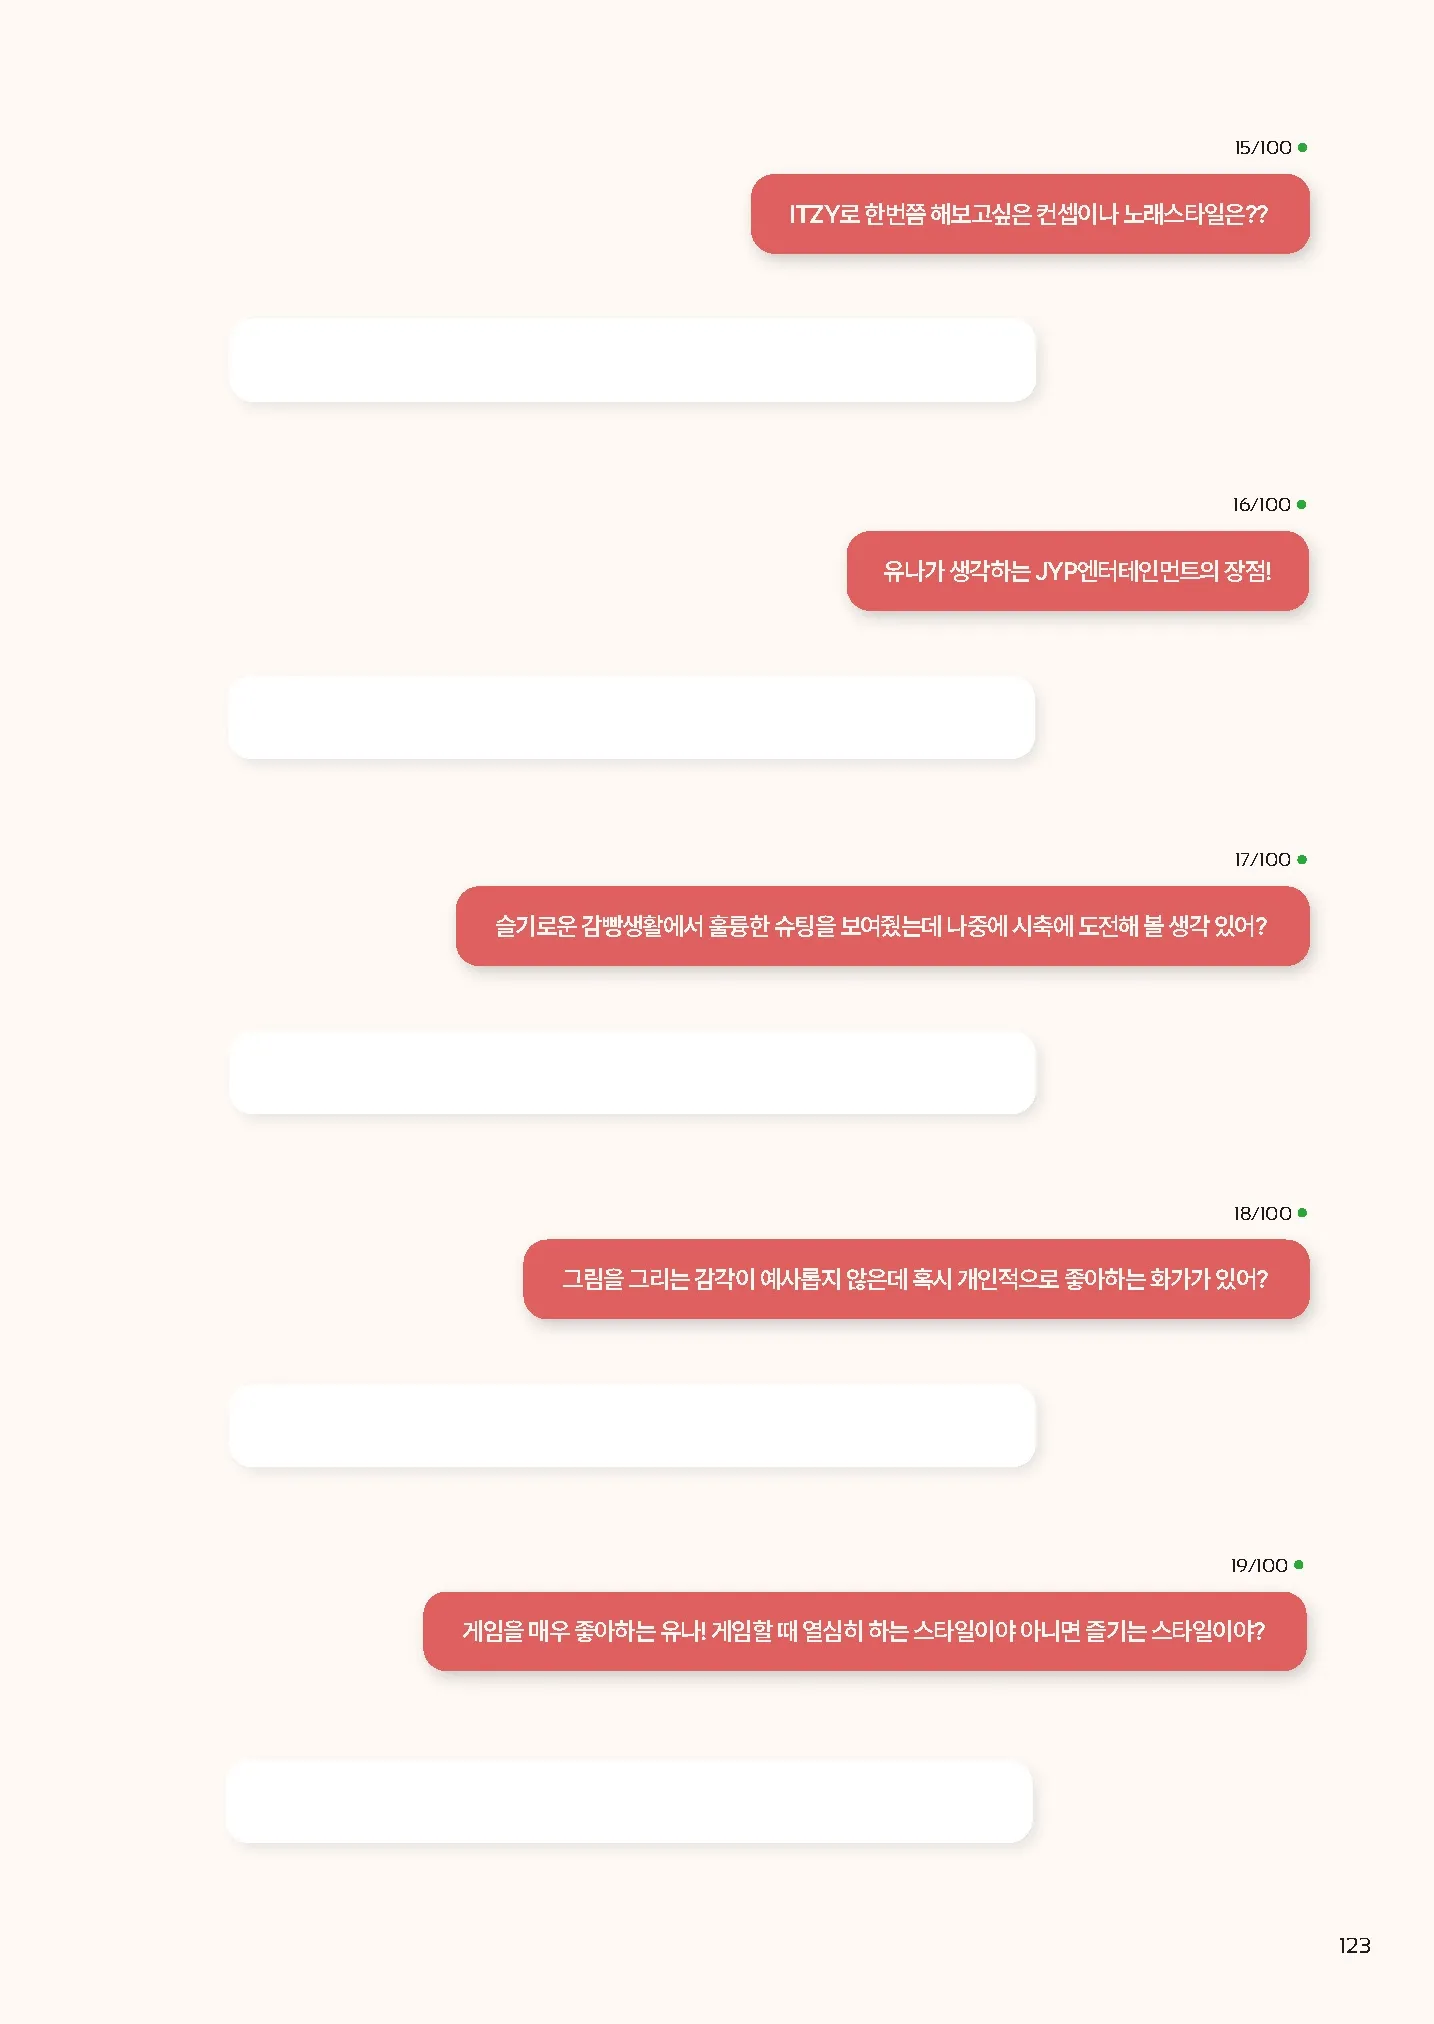 15/100
ITZY로 한번쯤 해보고싶은 컨셉이나 노래스타일은??
16/100
유나가 생각하는 JYP엔터테인먼트의 장점!
17/100
슬기로운 감빵생활에서 훌륭한 슈팅을 보여줬는데 나중에 시축에 도전해 볼 생각 있어?
18/100
그림을 그리는 감각이 예사롭지 않은데 혹시 개인적으로 좋아하는 화가가 있어?
19/100
게임을 매우 좋아하는 유나! 게임할 때 열심히 하는 스타일이야 아니면 즐기는 스타일이야?
123